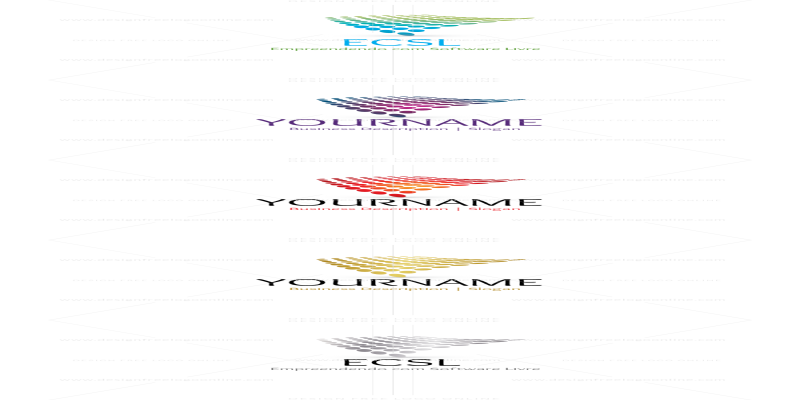 ECSL
Empreendendo com Software Livre
YOURNAME
Business Description | Slogan
YOURNAME
Business Description | Slogan
YOURNAME
Business Description | Slogan
ECSL
Empreendendo com Software Livre